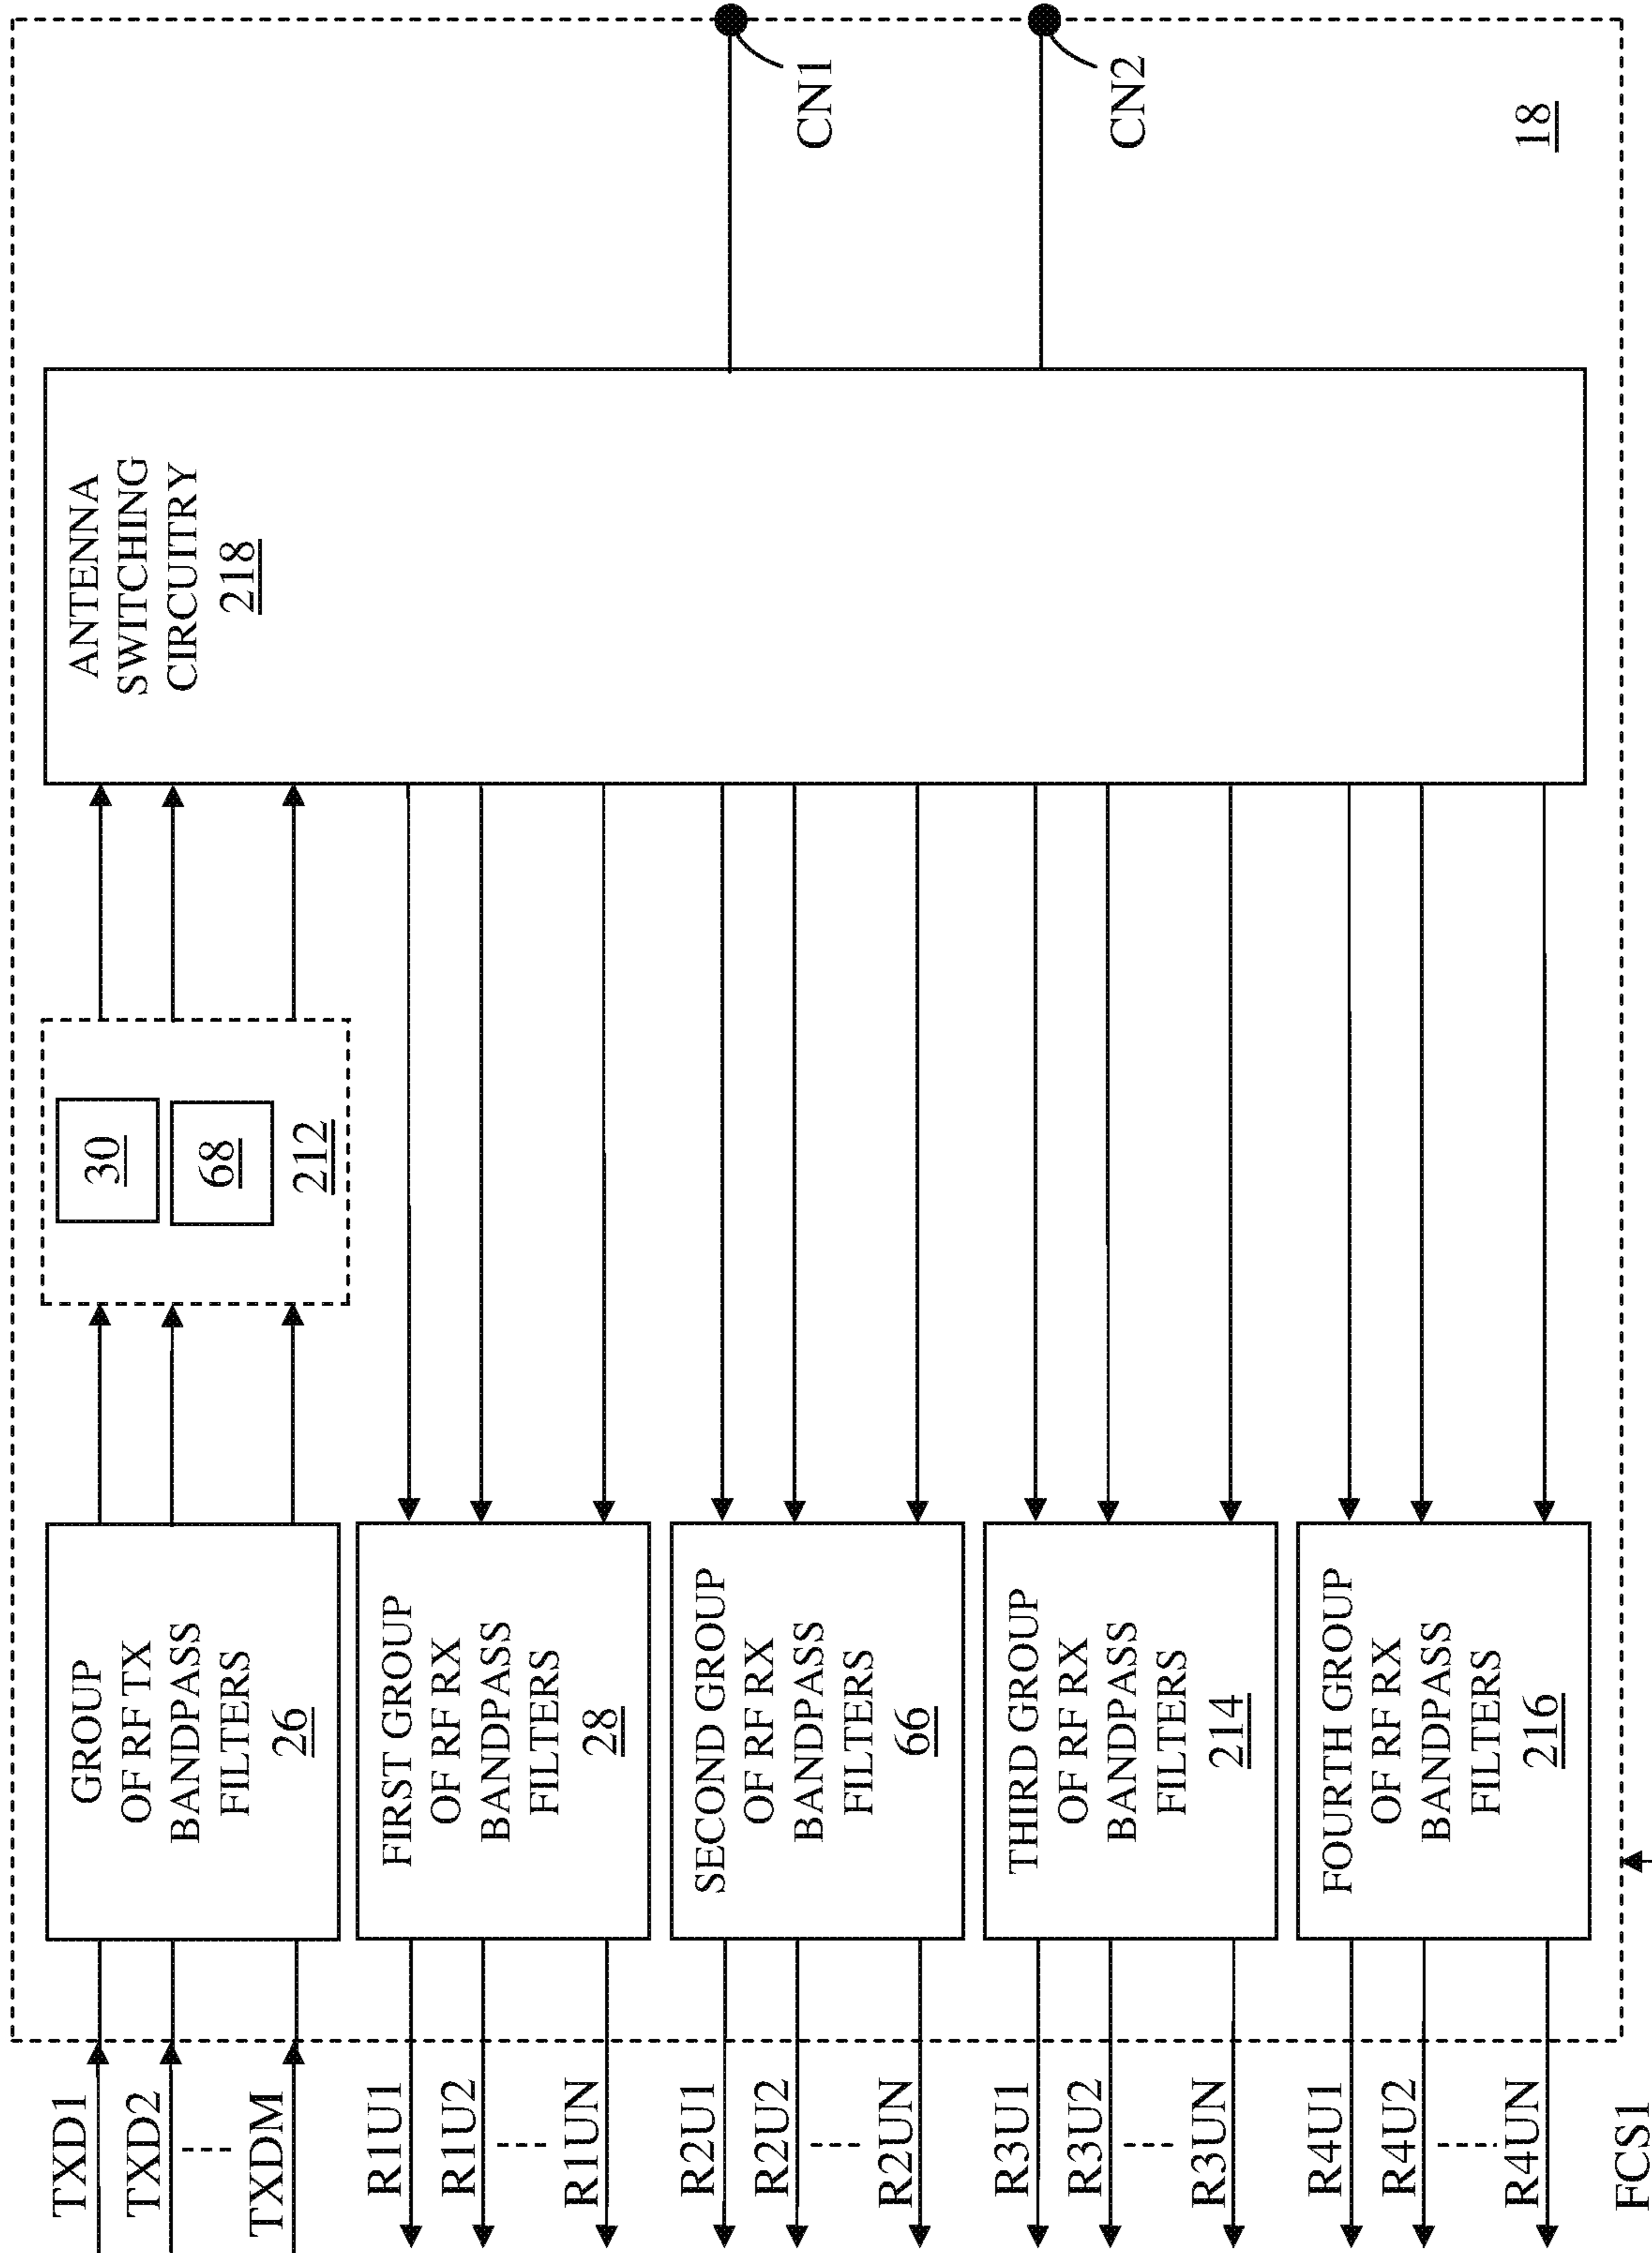 TXD1
TXD2
TXDM
R1U1
R1U2
R1UN
R2U1
R2U2
R2UN
R3U1
R3U2
R3UN
R4U1
R4U2
R4UN
FCS1
GROUP
OF RF TX
BANDPASS
FILTERS
26
FIRST GROUP
OF RF RX
BANDPASS
FILTERS
28
SECOND GROUP
OF RF RX
BANDPASS
FILTERS
66
THIRD GROUP
OF RF RX
BANDPASS
FILTERS
214
FOURTH GROUP
OF RF RX
BANDPASS
FILTERS
216
30
68
212
ANTENNA
SWITCHING
CIRCUITRY
218
CN1
CN2
18